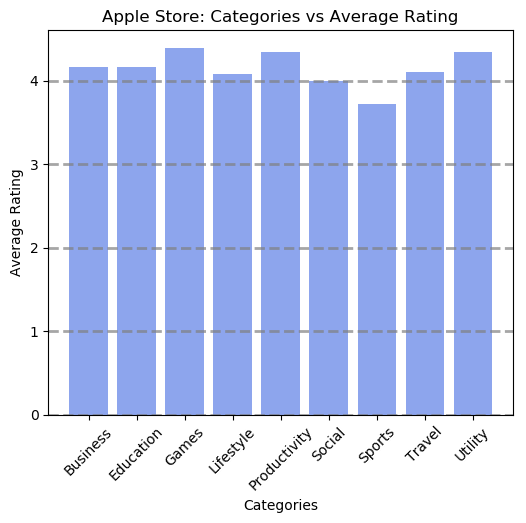 Apple Store: Categories vs Average Rating
4
3
2
1
0
Average Rating
Business
Education
Games
Lifestyle
Productivity
Social
Sports
Travel
Utility
Categories